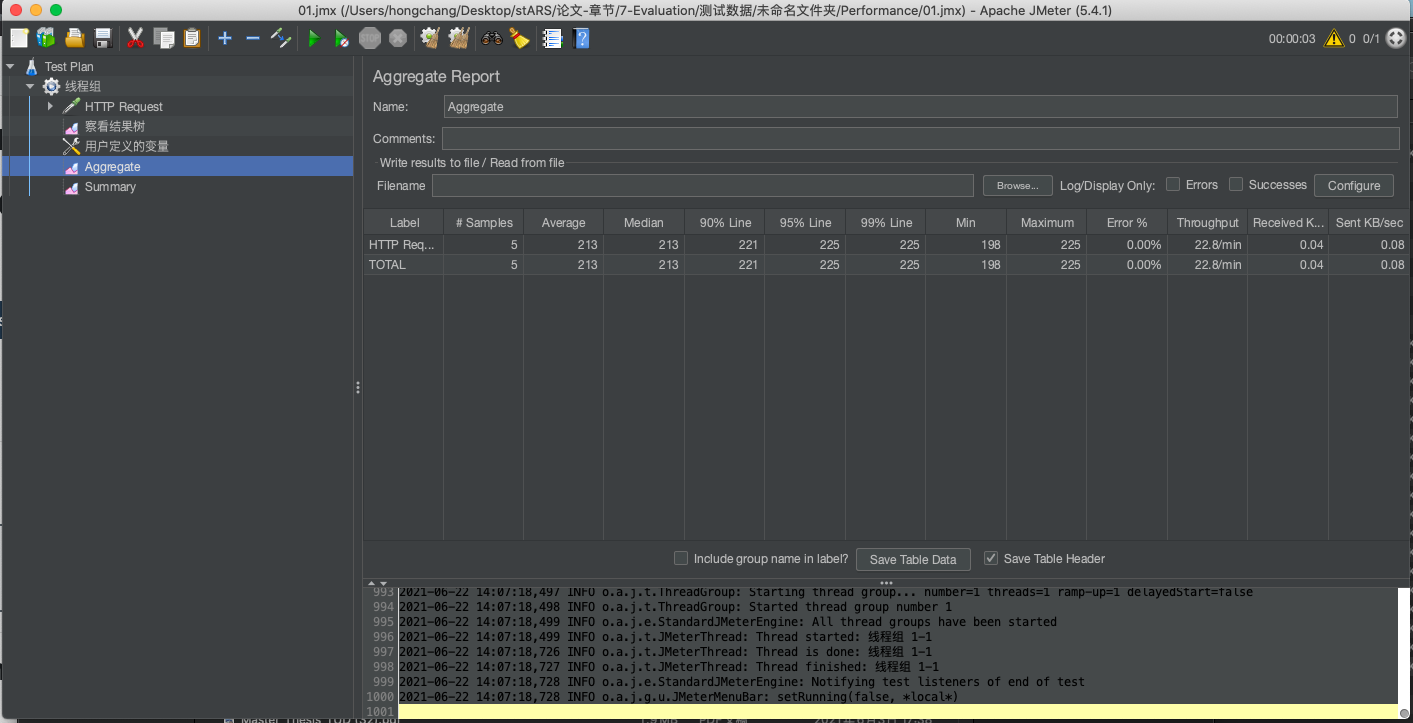 01.jmx (/Users/hongchang/Desktop/stARS/论文-章节/7-Evaluation/测试数据/未命名文件夹/Performance/01.jmx) - Apache JMeter (5.4.1)
STOP
00:00:03 0 0/1
Test Plan
线程组
HTTP Request
察看结果树
用户定义的变量
Aggregate
Summary
Aggregate Report
Name: Aggregate
Comments:
Write results to file / Read from file
Filename Browse... Log/Display Only: Errors Successes Configure
Label # Samples Average Median 90% Line 95% Line 99% Line Min Maximum Error % Throughput Received K... Sent KB/sec
HTTP Req... 5 213 213 221 225 225 198 225 0.00% 22.8/min 0.04 0.08
TOTAL 5 213 213 221 225 225 198 225 0.00% 22.8/min 0.04 0.08
Include group name in label? Save Table Data Save Table Header
993 2021-06-22 14:07:18,497 INFO o.a.j.t.ThreadGroup: Starting thread group... number=1 threads=1 ramp-up=1 delayedStart=false
994 2021-06-22 14:07:18,498 INFO o.a.j.t.ThreadGroup: Started thread group number 1
995 2021-06-22 14:07:18,499 INFO o.a.j.e.StandardJMeterEngine: All thread groups have been started
996 2021-06-22 14:07:18,499 INFO o.a.j.t.JMeterThread: Thread started: 线程组 1-1
997 2021-06-22 14:07:18,726 INFO o.a.j.t.JMeterThread: Thread is done: 线程组 1-1
998 2021-06-22 14:07:18,727 INFO o.a.j.t.JMeterThread: Thread finished: 线程组 1-1
999 2021-06-22 14:07:18,728 INFO o.a.j.e.StandardJMeterEngine: Notifying test listeners of end of test
1000 2021-06-22 14:07:18,728 INFO o.a.j.g.u.JMeterMenuBar: setRunning(false, *local*)
1001